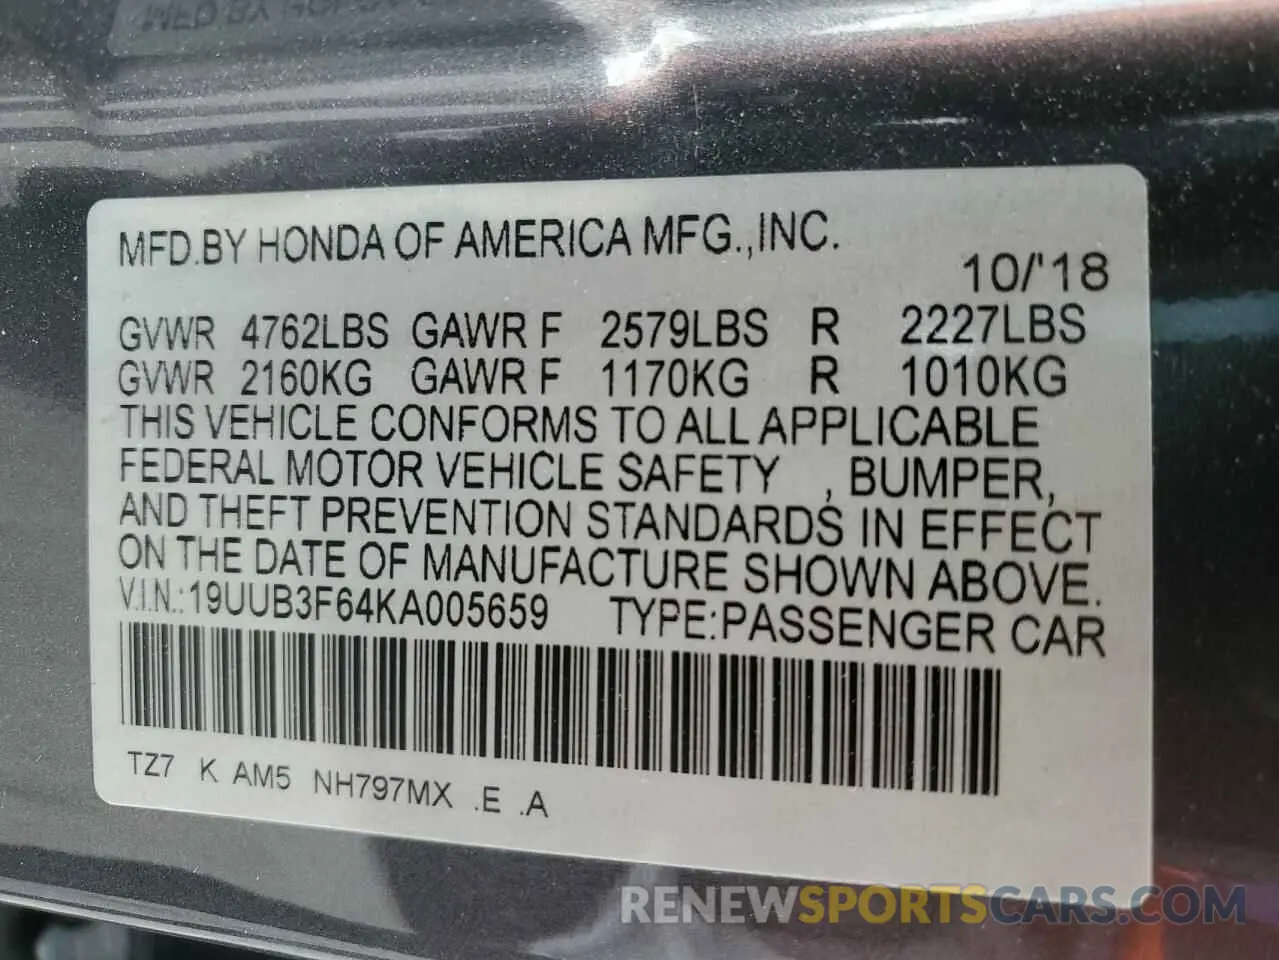 MFD.BY HONDA OF AMERICA MFG.,INC.
10/'18
GVWR 4762LBS GAWR F 2579LBS R 2227LBS
GVWR 2160KG GAWR F 1170KG R 1010KG
THIS VEHICLE CONFORMS TO ALL APPLICABLE
FEDERAL MOTOR VEHICLE SAFETY , BUMPER,
AND THEFT PREVENTION STANDARDS IN EFFECT
ON THE DATE OF MANUFACTURE SHOWN ABOVE.
V.I.N.:19UUB3F64KA005659 TYPE:PASSENGER CAR
TZ7 K AM5 NH797MX .E .A
RENEWSPORTSCARS.COM